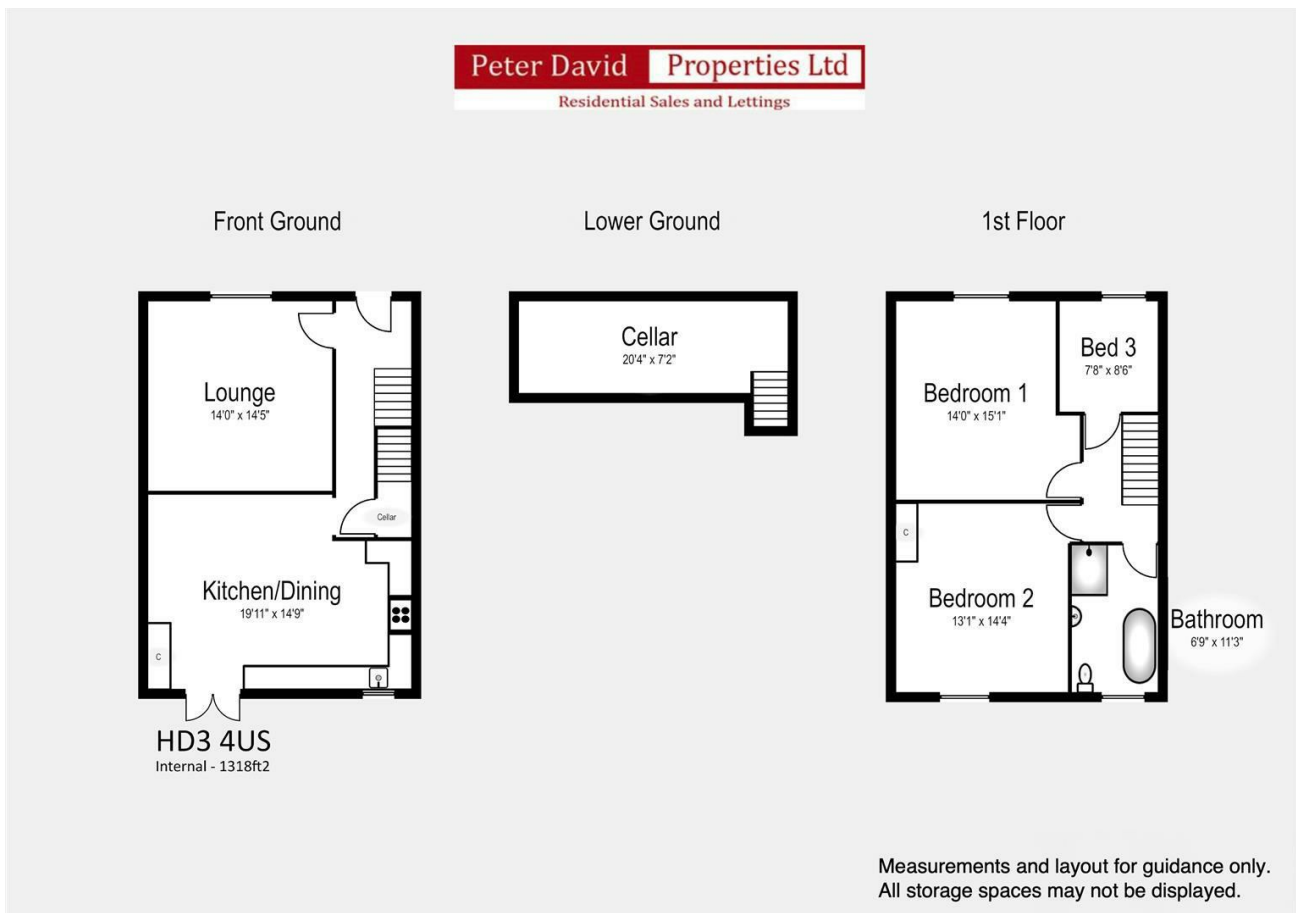 Peter David Properties Ltd
Residential Sales and Lettings
Front Ground
Lower Ground
1st Floor
Lounge
14'0" x 14'5"
Cellar
Kitchen/Dining
19'11" x 14'9"
C
HD3 4US
Internal - 1318ft2
Cellar
20'4" x 7'2"
Bedroom 1
14'0" x 15'1"
Bed 3
7'8" x 8'6"
C
Bedroom 2
13'1" x 14'4"
Bathroom
6'9" x 11'3"
Measurements and layout for guidance only.
All storage spaces may not be displayed.